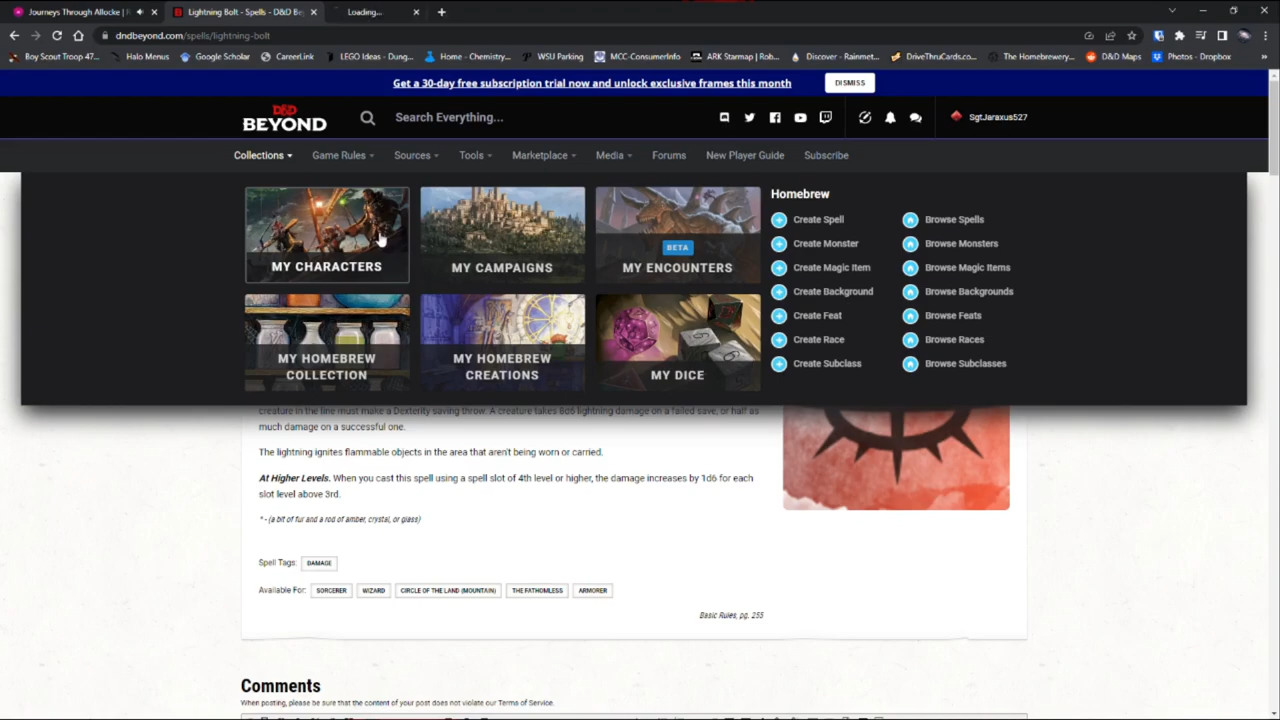 Journeys Through Allocke |
Lightning Bolt - Spells - D&D Be
Loading...
dndbeyond.com/spells/lightning-bolt
Boy Scout Troop 47...
Halo Menus
Google Scholar
CareerLink
LEGO Ideas - Dung...
Home - Chemistry...
WSU Parking
MCC-ConsumerInfo
ARK Starmap | Rob...
Discover - Rainmet...
DriveThruCards.co...
The Homebrewery...
D&D Maps
Photos - Dropbox
»
Get a 30-day free subscription trial now and unlock exclusive frames this month
DISMISS
D&D
BEYOND
Search Everything...
SgtJaraxus527
Collections
Game Rules
Sources
Tools
Marketplace
Media
Forums
New Player Guide
Subscribe
MY CHARACTERS
MY CAMPAIGNS
BETA
MY ENCOUNTERS
MY HOMEBREW
COLLECTION
MY HOMEBREW
CREATIONS
MY DICE
Homebrew
Create Spell
Browse Spells
Create Monster
Browse Monsters
Create Magic Item
Browse Magic Items
Create Background
Browse Backgrounds
Create Feat
Browse Feats
Create Race
Browse Races
Create Subclass
Browse Subclasses
creature in the line must make a Dexterity saving throw. A creature takes 8d6 lightning damage on a failed save, or half as
much damage on a successful one.
The lightning ignites flammable objects in the area that aren't being worn or carried.
At Higher Levels. When you cast this spell using a spell slot of 4th level or higher, the damage increases by 1d6 for each
slot level above 3rd.
* - (a bit of fur and a rod of amber, crystal, or glass)
Spell Tags: DAMAGE
Available For: SORCERER WIZARD CIRCLE OF THE LAND (MOUNTAIN) THE FATHOMLESS ARMORER
Basic Rules, pg. 255
Comments
When posting, please be sure that the content of your post does not violate our Terms of Service.